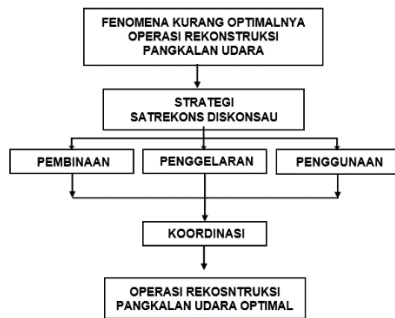 FENOMENA KURANG OPTIMALNYA
OPERASI REKONSTRUKSI
PANGKALAN UDARA
STRATEGI
SATREKONS DISKONSAU
PEMBINAAN
PENGGELARAN
PENGGUNAAN
KOORDINASI
OPERASI REKOSNTRUKSI
PANGKALAN UDARA OPTIMAL